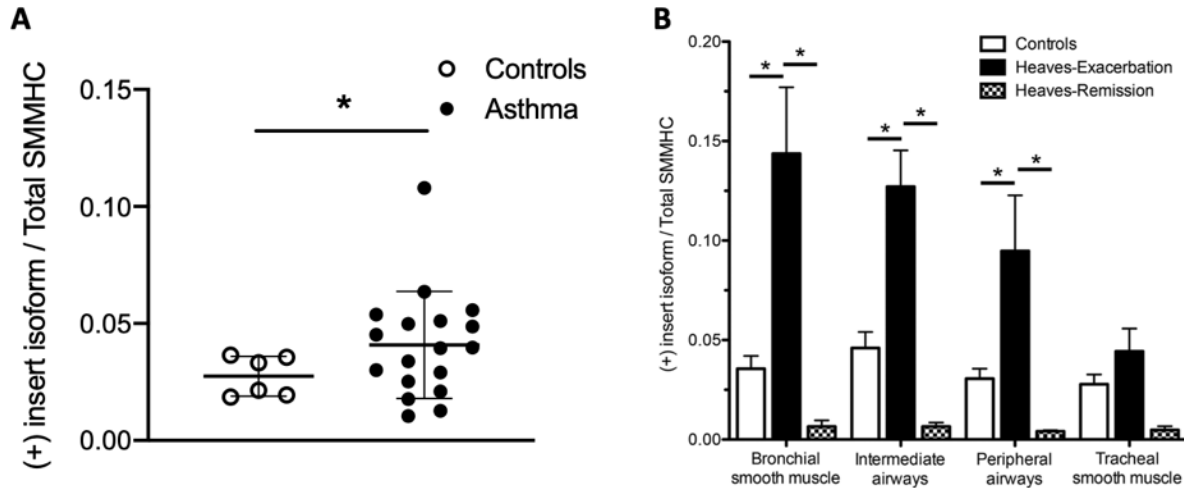 A
Controls
Asthma
*
(+) insert isoform / Total SMMHC
0.15
0.10
0.05
0.00
B
Controls
Heaves-Exacerbation
Heaves-Remission
* *
* *
* *
(+) insert isoform / Total SMMHC
0.20
0.15
0.10
0.05
0.00
Bronchial
smooth muscle
Intermediate
airways
Peripheral
airways
Tracheal
smooth muscle